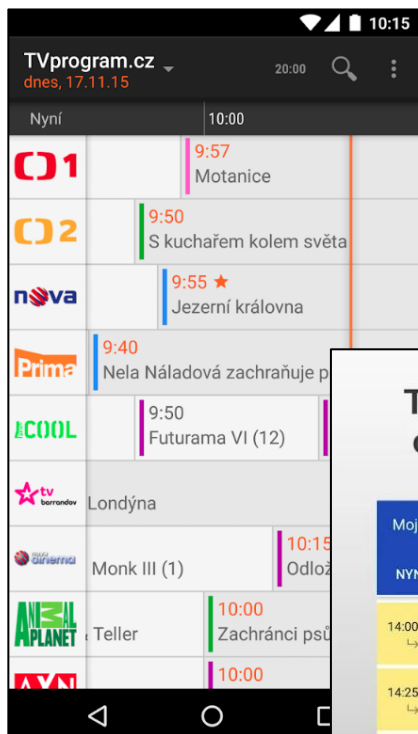 10:15
TVprogram.cz
dnes, 17.11.15
20:00
Nyní
10:00
1
9:57
Motanice
2
9:50
S kuchařem kolem světa
nova
9:55 ★
Jezerní královna
Prima
9:40
Nela Náladová zachraňuje p
COOL
9:50
Futurama VI (12)
tv
barrandov
Londýna
cinema
Monk III (1)
10:15
Odlož
ANIMAL
PLANET
& Teller
10:00
Zachránci psů
AXN
10:00
T
Moj
NYN
14:00
14:25